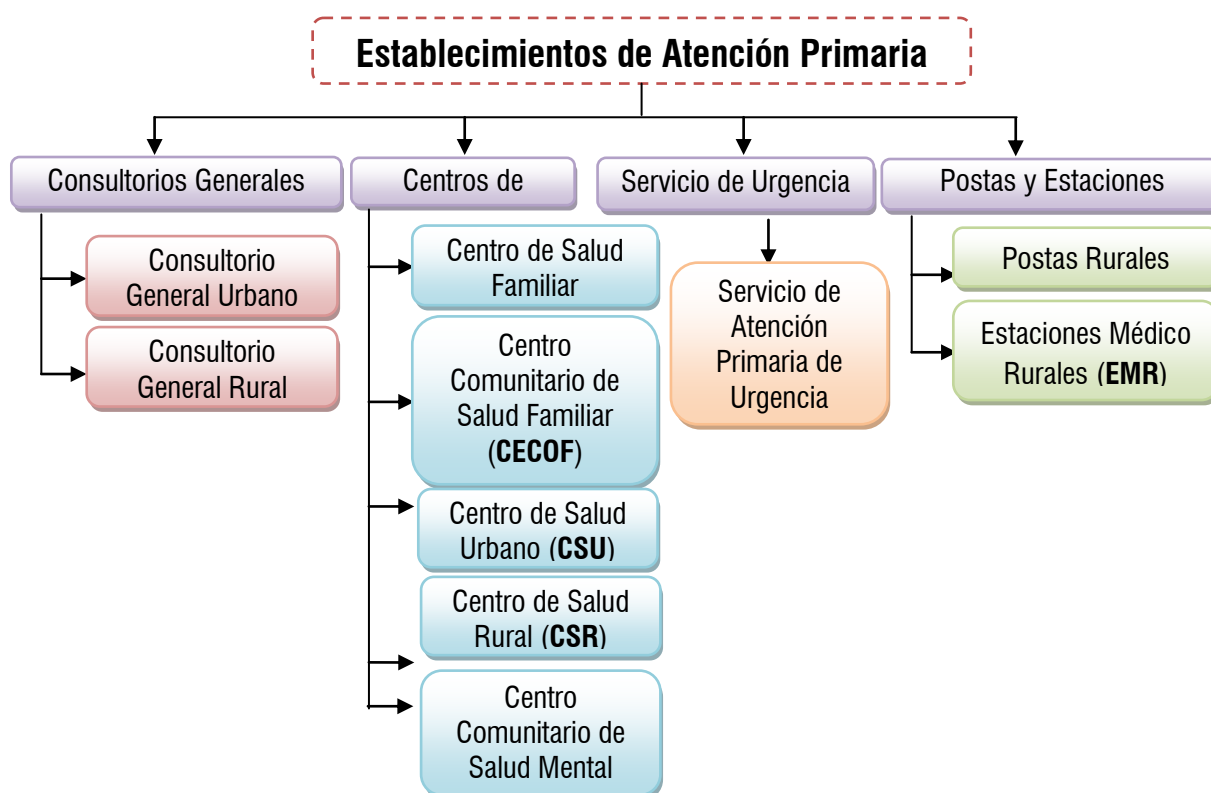 Establecimientos de Atención Primaria
Consultorios Generales
Centros de
Servicio de Urgencia
Postas y Estaciones
Consultorio
General Urbano
Consultorio
General Rural
Centro de Salud
Familiar
Centro
Comunitario de
Salud Familiar
(CECOF)
Centro de Salud
Urbano (CSU)
Centro de Salud
Rural (CSR)
Centro
Comunitario de
Salud Mental
Servicio de
Atención
Primaria de
Urgencia
Postas Rurales
Estaciones Médico
Rurales (EMR)